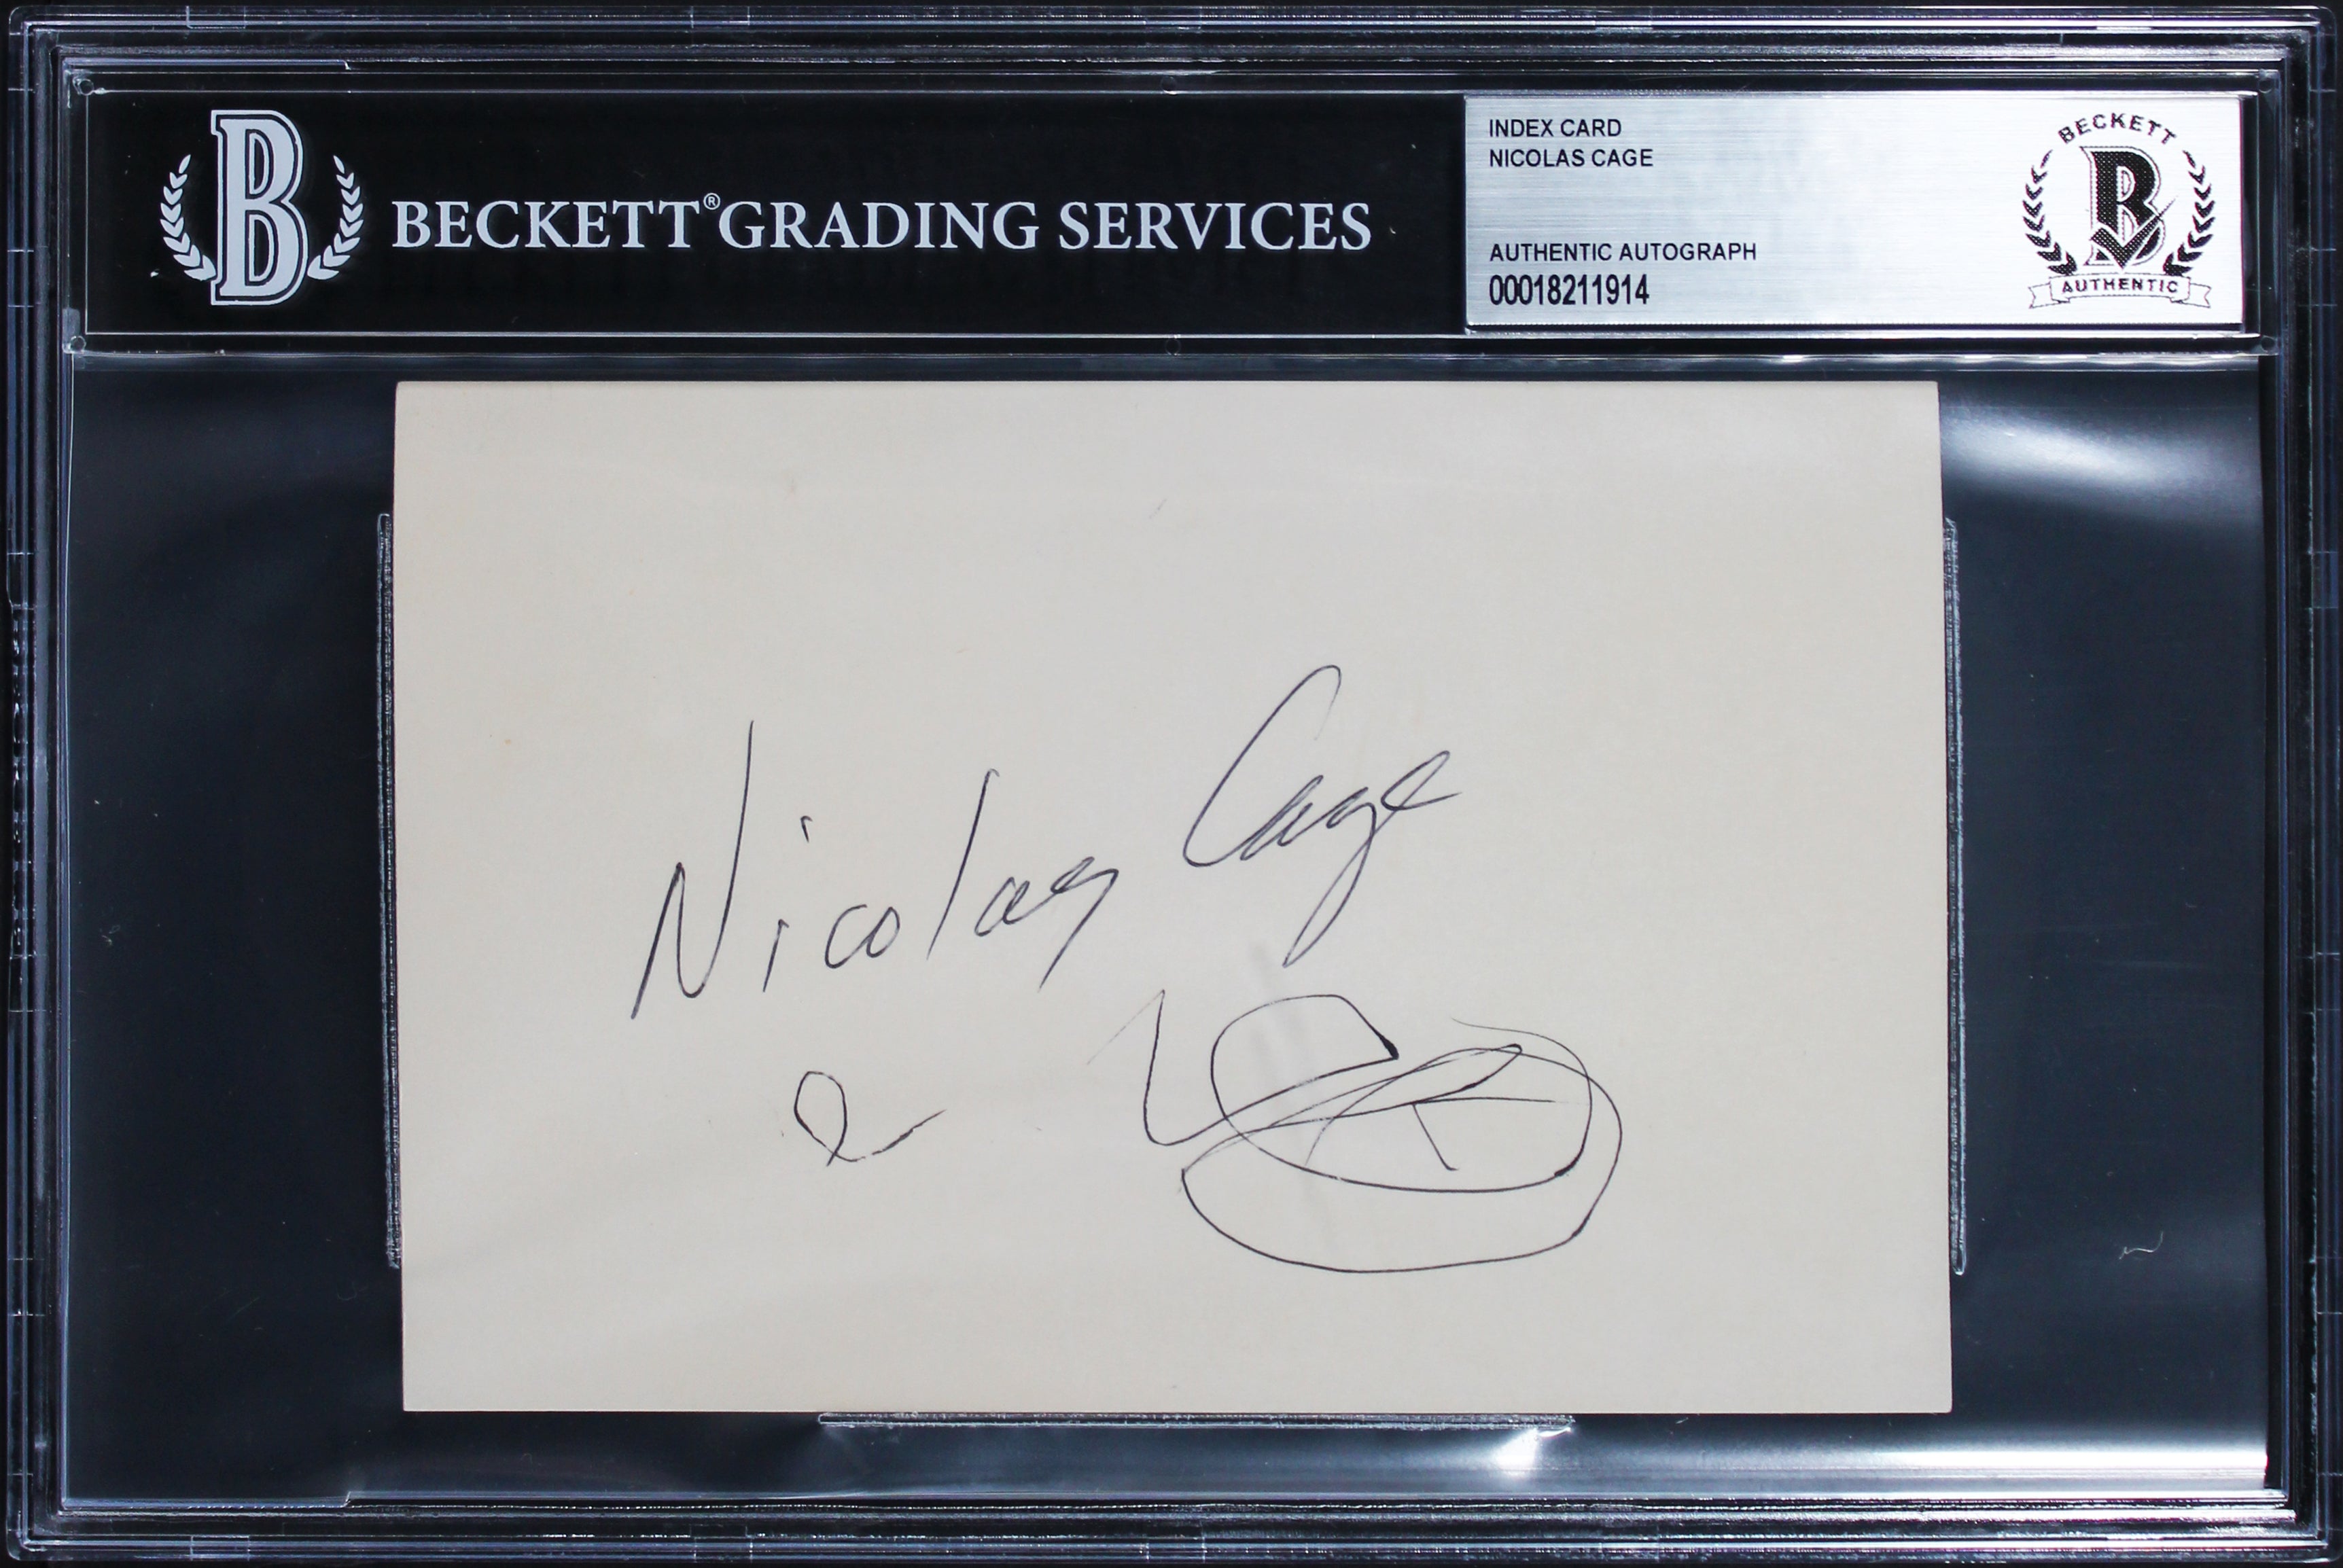 BECKETT® GRADING SERVICES
INDEX CARD
NICOLAS CAGE
AUTHENTIC AUTOGRAPH
00018211914
BECKETT
B
AUTHENTIC
Nicolas Cage
&